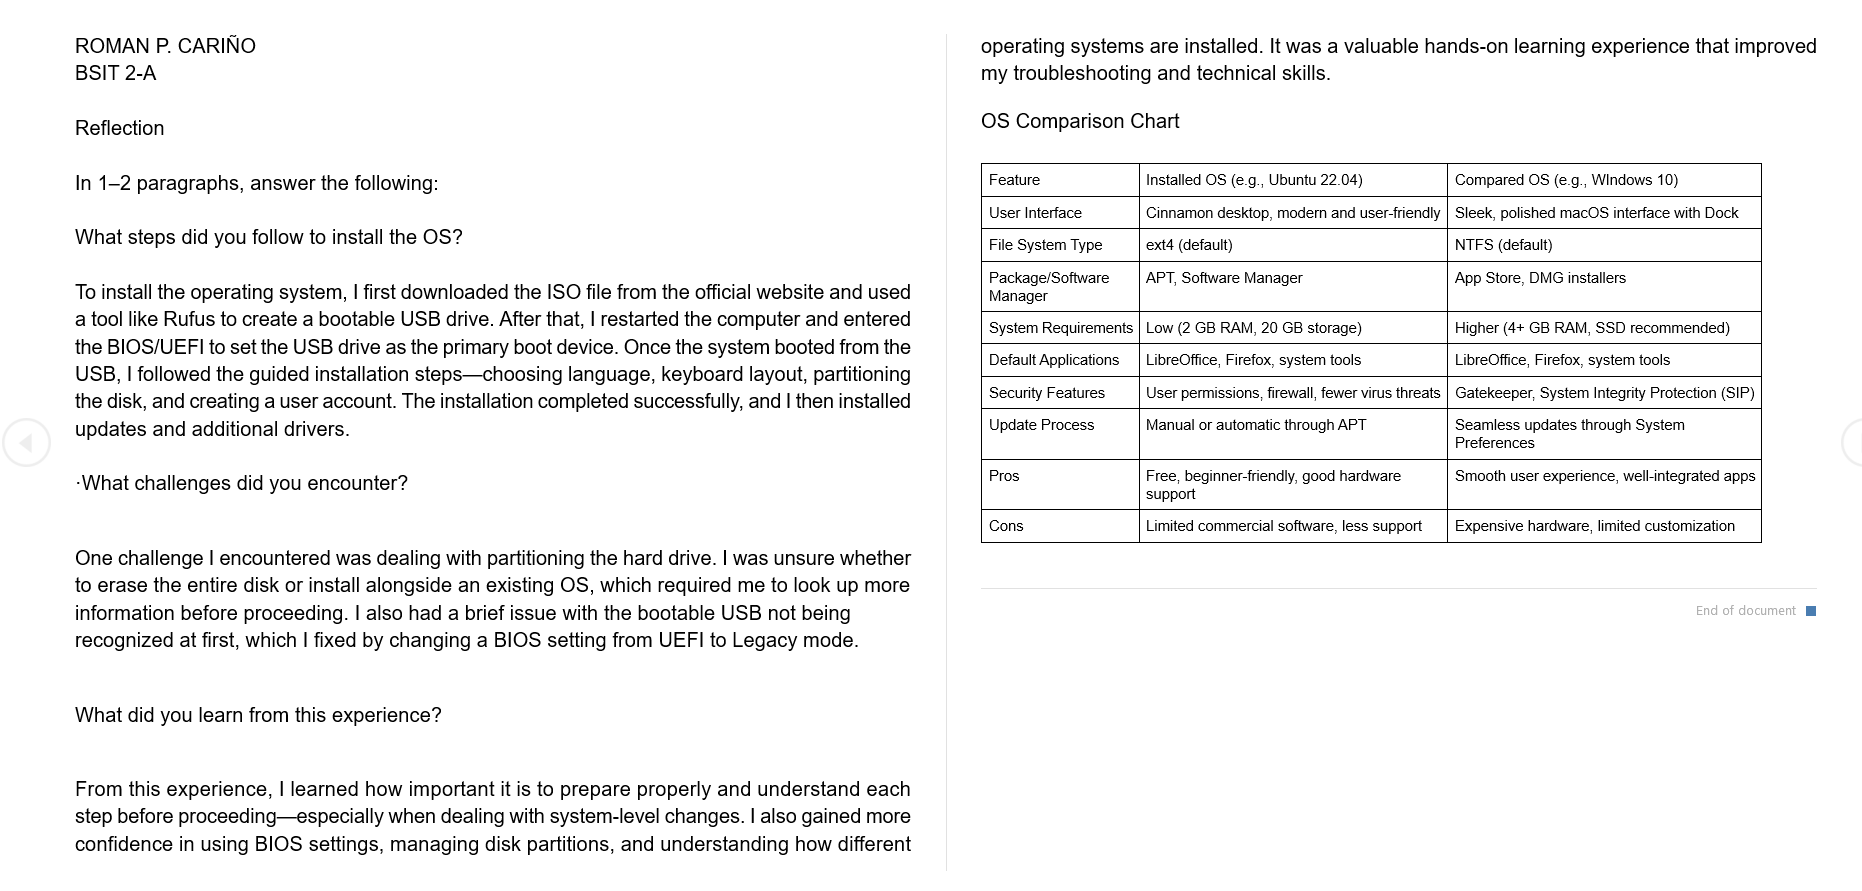 ROMAN P. CARIÑO
BSIT 2-A
Reflection
In 1–2 paragraphs, answer the following:
What steps did you follow to install the OS?
To install the operating system, I first downloaded the ISO file from the official website and used
a tool like Rufus to create a bootable USB drive. After that, I restarted the computer and entered
the BIOS/UEFI to set the USB drive as the primary boot device. Once the system booted from the
USB, I followed the guided installation steps—choosing language, keyboard layout, partitioning
the disk, and creating a user account. The installation completed successfully, and I then installed
updates and additional drivers.
·What challenges did you encounter?
One challenge I encountered was dealing with partitioning the hard drive. I was unsure whether
to erase the entire disk or install alongside an existing OS, which required me to look up more
information before proceeding. I also had a brief issue with the bootable USB not being
recognized at first, which I fixed by changing a BIOS setting from UEFI to Legacy mode.
What did you learn from this experience?
From this experience, I learned how important it is to prepare properly and understand each
step before proceeding—especially when dealing with system-level changes. I also gained more
confidence in using BIOS settings, managing disk partitions, and understanding how different
operating systems are installed. It was a valuable hands-on learning experience that improved
my troubleshooting and technical skills.
OS Comparison Chart
Feature Installed OS (e.g., Ubuntu 22.04) Compared OS (e.g., WIndows 10)
User Interface Cinnamon desktop, modern and user-friendly Sleek, polished macOS interface with Dock
File System Type ext4 (default) NTFS (default)
Package/Software APT, Software Manager App Store, DMG installers
Manager
System Requirements Low (2 GB RAM, 20 GB storage) Higher (4+ GB RAM, SSD recommended)
Default Applications LibreOffice, Firefox, system tools LibreOffice, Firefox, system tools
Security Features User permissions, firewall, fewer virus threats Gatekeeper, System Integrity Protection (SIP)
Update Process Manual or automatic through APT Seamless updates through System
Preferences
Pros Free, beginner-friendly, good hardware Smooth user experience, well-integrated apps
support
Cons Limited commercial software, less support Expensive hardware, limited customization
End of document